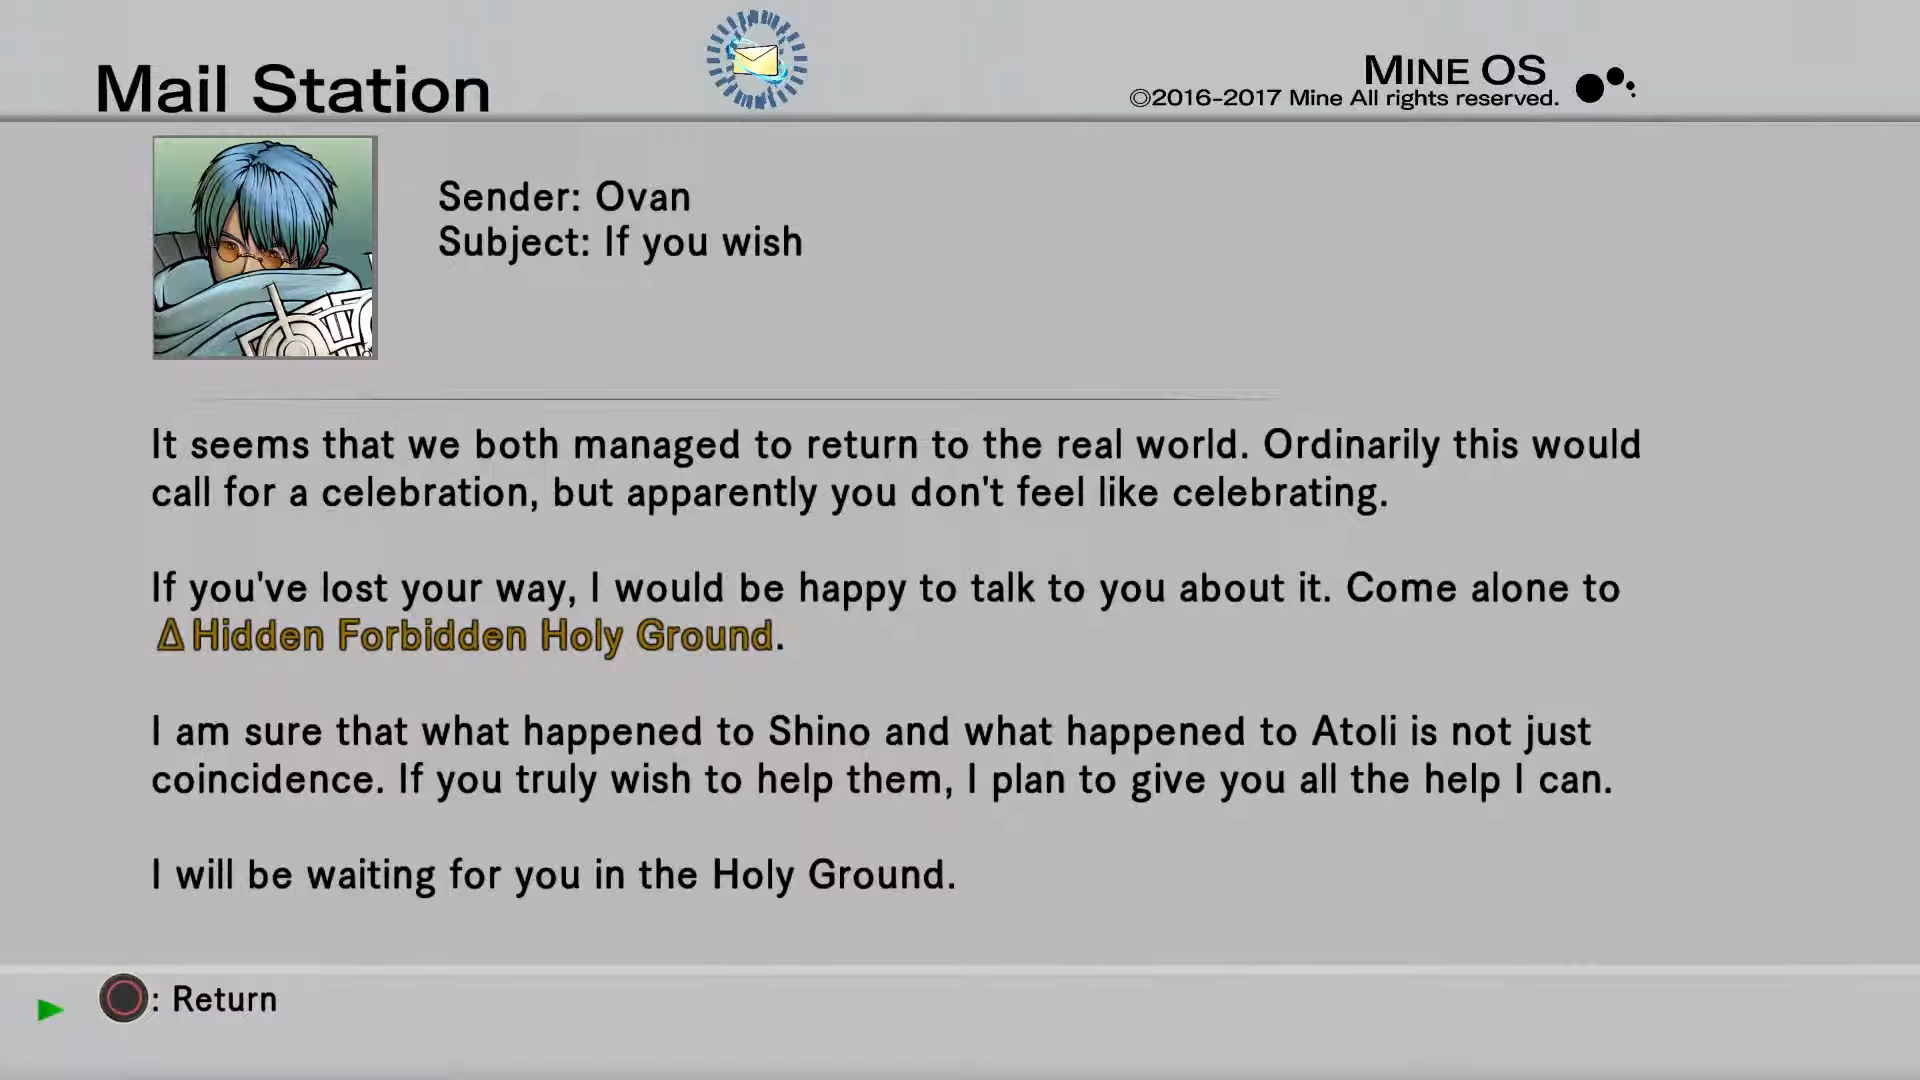 Mail Station
MINE OS
©2016-2017 Mine All rights reserved.
Sender: Ovan
Subject: If you wish
It seems that we both managed to return to the real world. Ordinarily this would
call for a celebration, but apparently you don't feel like celebrating.
If you've lost your way, I would be happy to talk to you about it. Come alone to
Δ Hidden Forbidden Holy Ground.
I am sure that what happened to Shino and what happened to Atoli is not just
coincidence. If you truly wish to help them, I plan to give you all the help I can.
I will be waiting for you in the Holy Ground.
: Return